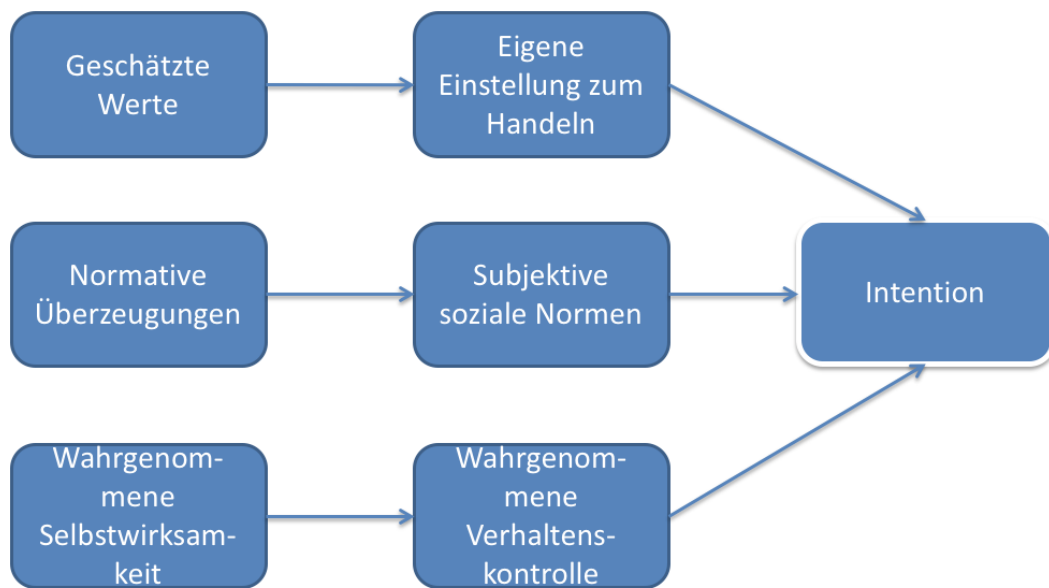 Geschätzte
Werte
Eigene
Einstellung zum
Handeln
Normative
Überzeugungen
Subjektive
soziale Normen
Intention
Wahrgenom-
mene
Selbstwirksam-
keit
Wahrgenom-
mene
Verhaltens-
kontrolle